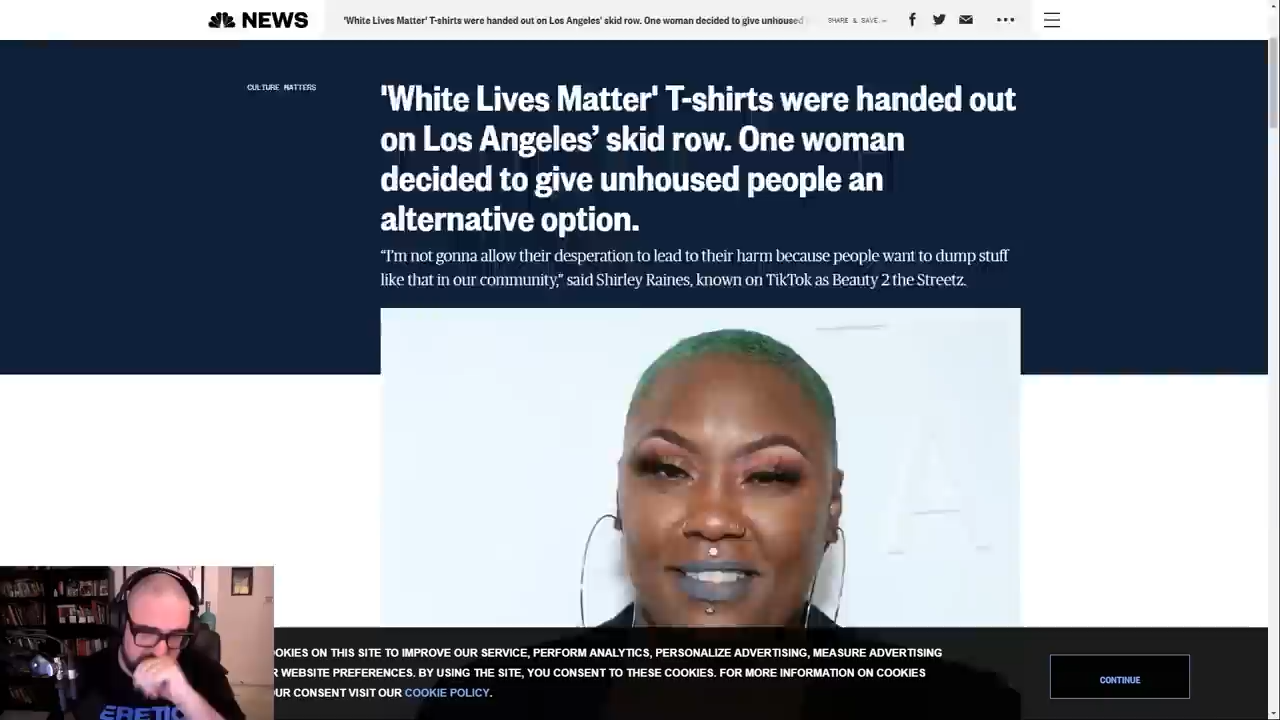 NEWS
'White Lives Matter' T-shirts were handed out on Los Angeles' skid row. One woman decided to give unhoused
SHARE & SAVE —
CULTURE MATTERS
'White Lives Matter' T-shirts were handed out
on Los Angeles’ skid row. One woman
decided to give unhoused people an
alternative option.
“I’m not gonna allow their desperation to lead to their harm because people want to dump stuff
like that in our community,” said Shirley Raines, known on TikTok as Beauty 2 the Streetz.
OKIES ON THIS SITE TO IMPROVE OUR SERVICE, PERFORM ANALYTICS, PERSONALIZE ADVERTISING, MEASURE ADVERTISING
R WEBSITE PREFERENCES. BY USING THE SITE, YOU CONSENT TO THESE COOKIES. FOR MORE INFORMATION ON COOKIES
UR CONSENT VISIT OUR COOKIE POLICY.
CONTINUE
ERETIC